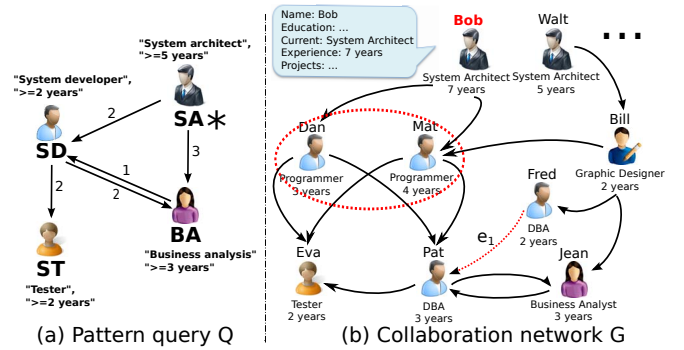 "System architect",
">=5 years"
"System developer",
">=2 years"
2
SA*
SD
3
1
2
2
BA
ST
"Business analysis"
">=3 years"
"Tester",
">=2 years"
(a) Pattern query Q
Name: Bob
Education: ...
Current: System Architect
Experience: 7 years
Projects: ...
Bob
Walt
...
System Architect
7 years
System Architect
5 years
Bill
Dan
Mat
Programmer
3 years
Programmer
4 years
Graphic Designer
2 years
Fred
DBA
2 years
e1
Eva
Pat
Jean
Tester
2 years
DBA
3 years
Business Analyst
3 years
(b) Collaboration network G